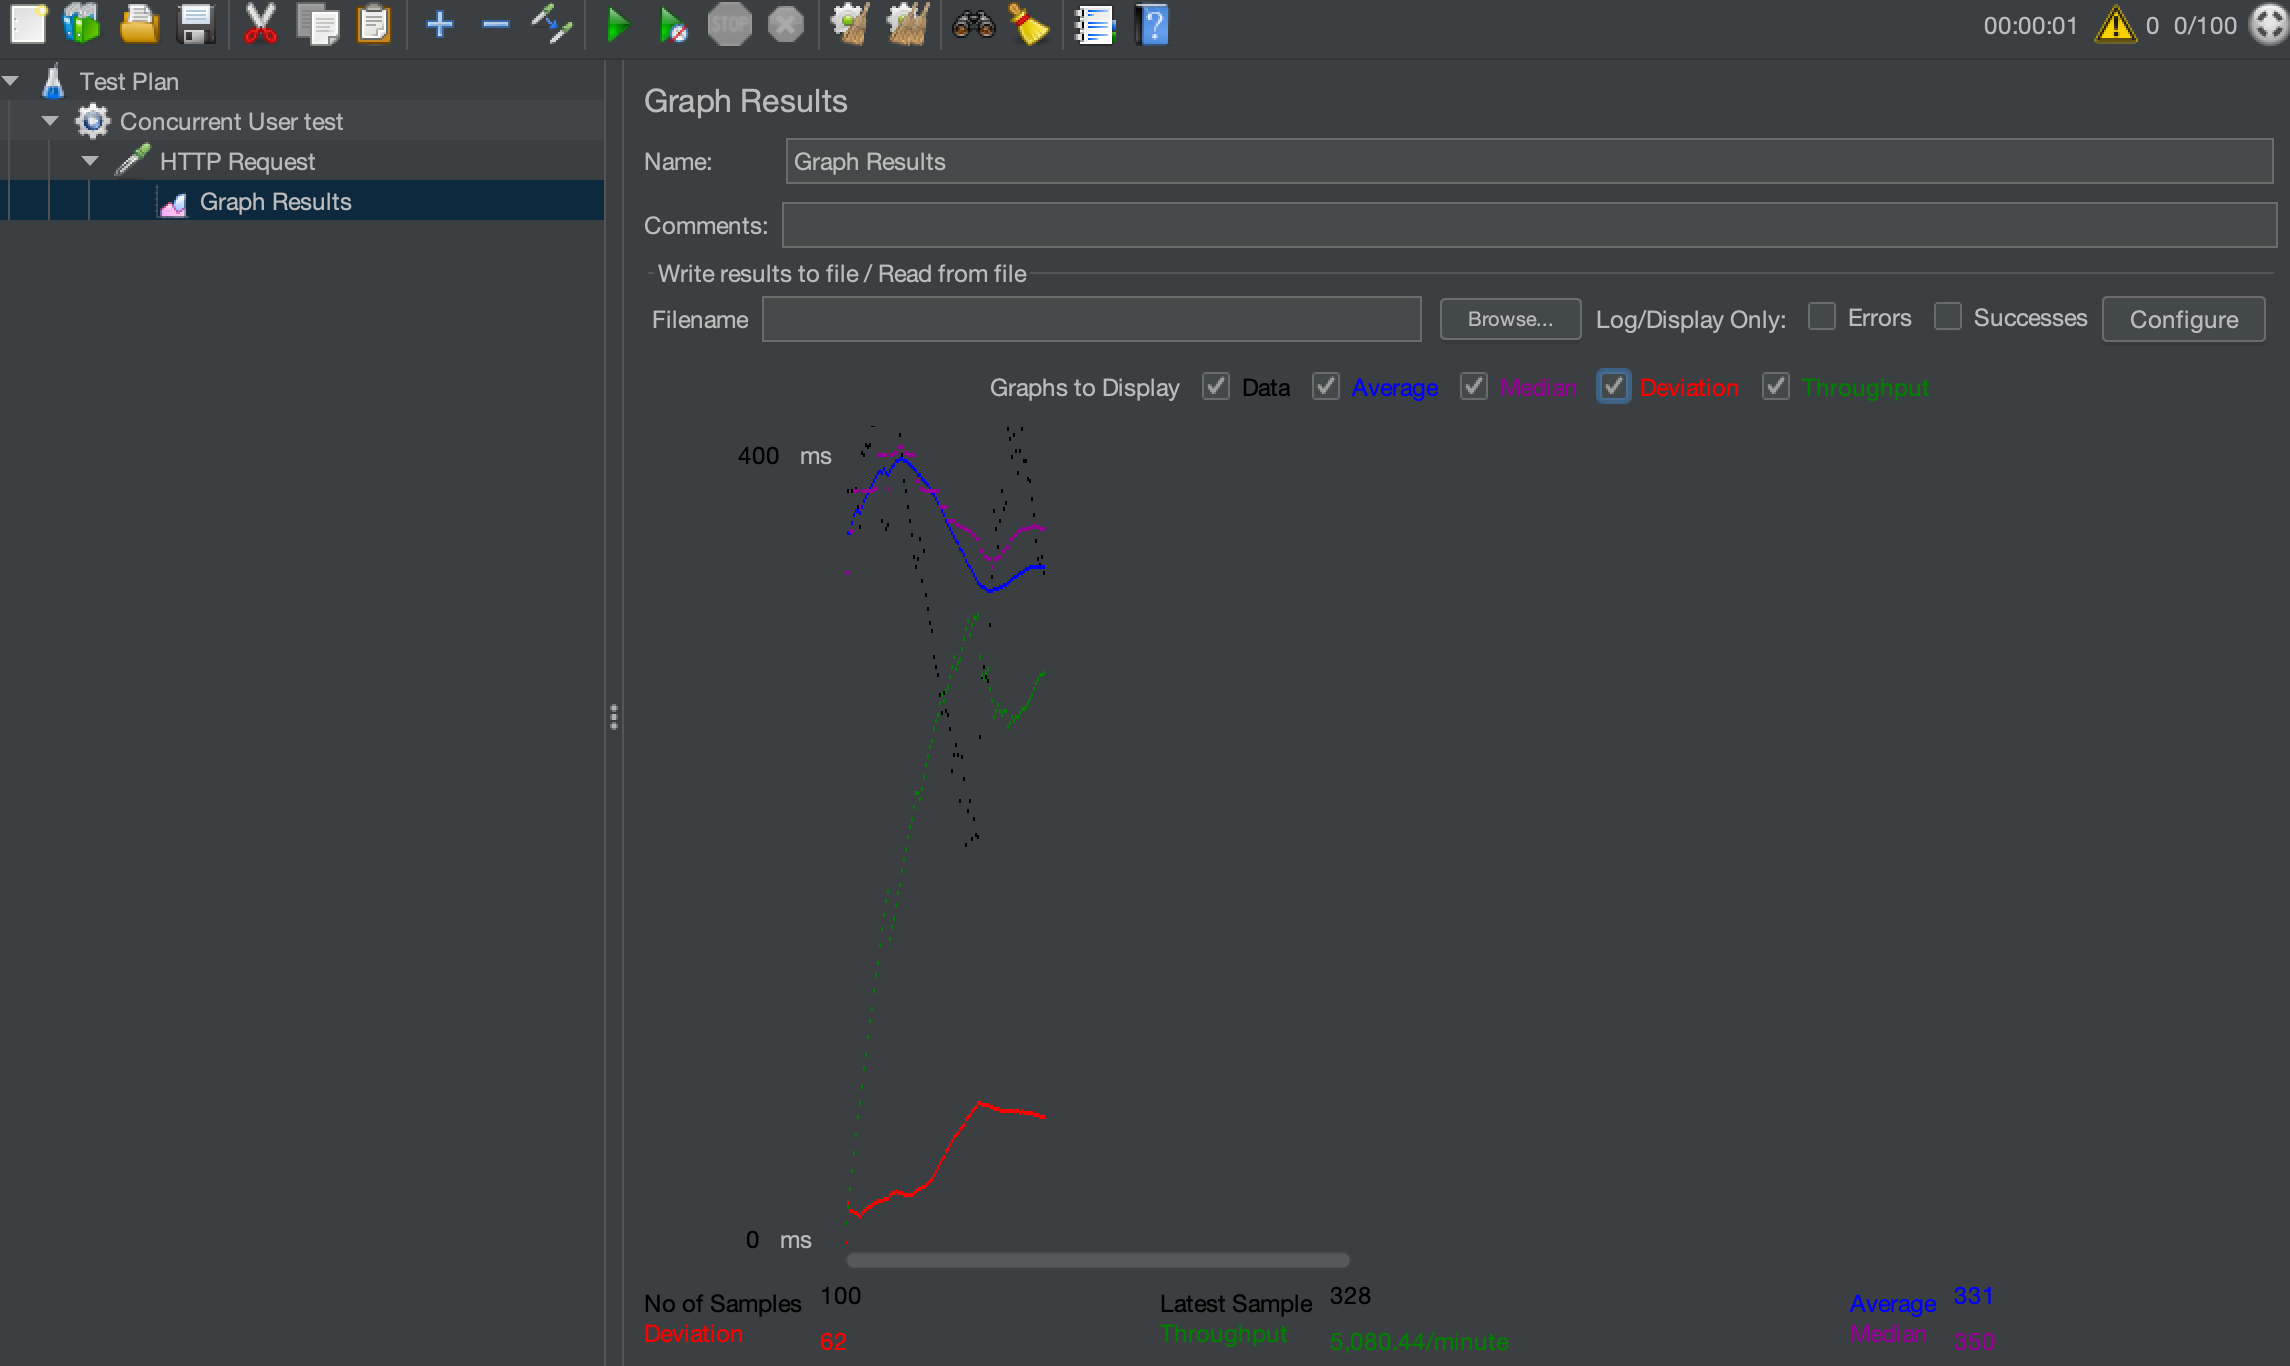 STOP
00:00:01 0 0/100
Test Plan
Concurrent User test
HTTP Request
Graph Results
Graph Results
Name: Graph Results
Comments:
Write results to file / Read from file
Filename Browse... Log/Display Only: Errors Successes Configure
Graphs to Display Data Average Median Deviation Throughput
400 ms
0 ms
No of Samples 100 Latest Sample 328 Average 331
Deviation 62 Throughput 5,080.44/minute Median 350